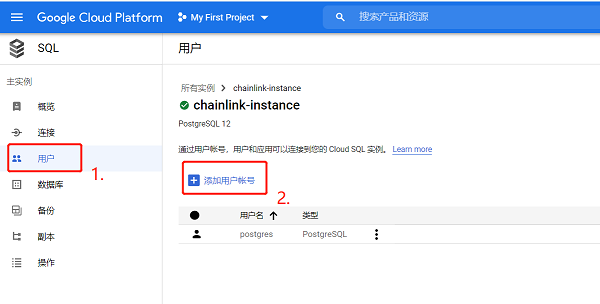 Google Cloud Platform
My First Project
搜索产品和资源
SQL
用户
主实例
概览
连接
用户
1.
数据库
备份
副本
操作
所有实例
chainlink-instance
chainlink-instance
PostgreSQL 12
通过用户帐号，用户和应用可以连接到您的 Cloud SQL 实例。 Learn more
添加用户帐号
2.
用户名 类型
postgres PostgreSQL